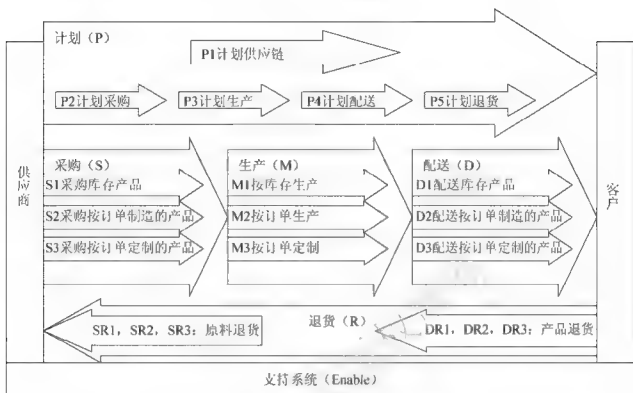 计划（P）
P1计划供应链
P2计划采购
P3计划生产
P4计划配送
P5计划退货
供应商
客户
采购（S）
S1采购库存产品
S2采购按订单制造的产品
S3采购按订单定制的产品
生产（M）
M1按库存生产
M2按订单生产
M3按订单定制
配送（D）
D1配送库存产品
D2配送按订单制造的产品
D3配送按订单定制的产品
退货（R）
SR1，SR2，SR3：原料退货
DR1，DR2，DR3：产品退货
支持系统（Enable）